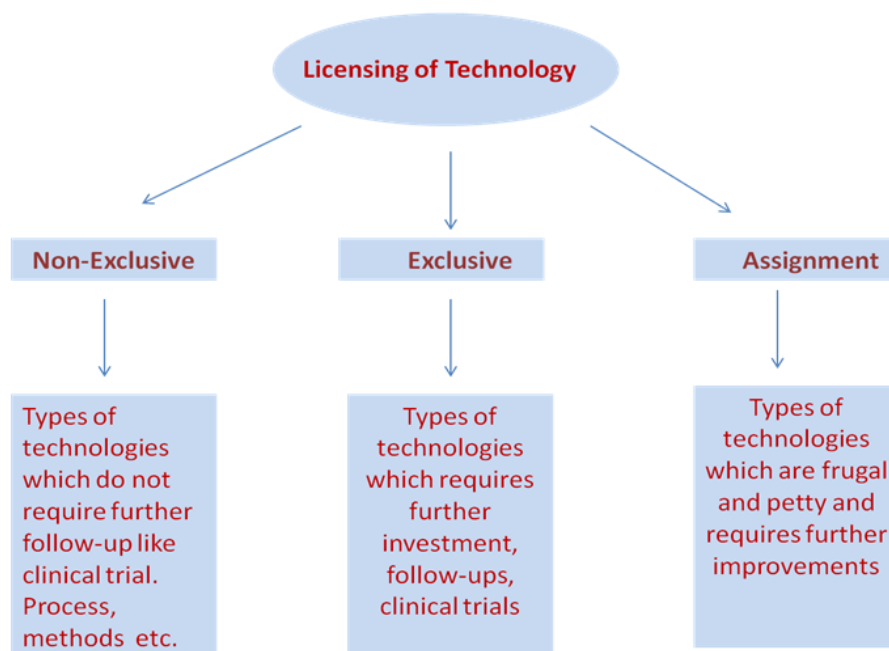 Licensing of Technology
Non-Exclusive
Exclusive
Assignment
Types of
technologies
which do not
require further
follow-up like
clinical trial.
Process,
methods etc.
Types of
technologies
which requires
further
investment,
follow-ups,
clinical trials
Types of
technologies
which are frugal
and petty and
requires further
improvements